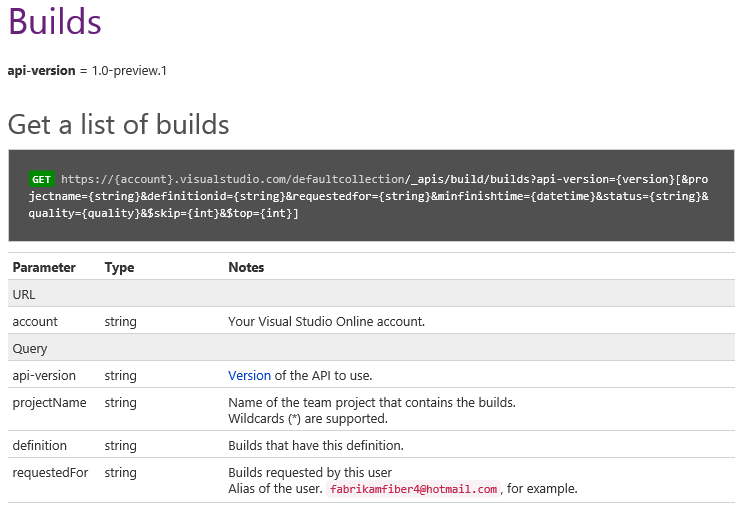 Builds
api-version = 1.0-preview.1
Get a list of builds
GET https://{account}.visualstudio.com/defaultcollection/_apis/build/builds?api-version={version}[&pro
jectname={string}&definitionid={string}&requestedfor={string}&minfinishtime={datetime}&status={string}&
quality={quality}&$skip={int}&$top={int}]
Parameter Type Notes
URL
account string Your Visual Studio Online account.
Query
api-version string Version of the API to use.
projectName string Name of the team project that contains the builds.
Wildcards (*) are supported.
definition string Builds that have this definition.
requestedFor string Builds requested by this user
Alias of the user. fabrikamfiber4@hotmail.com, for example.